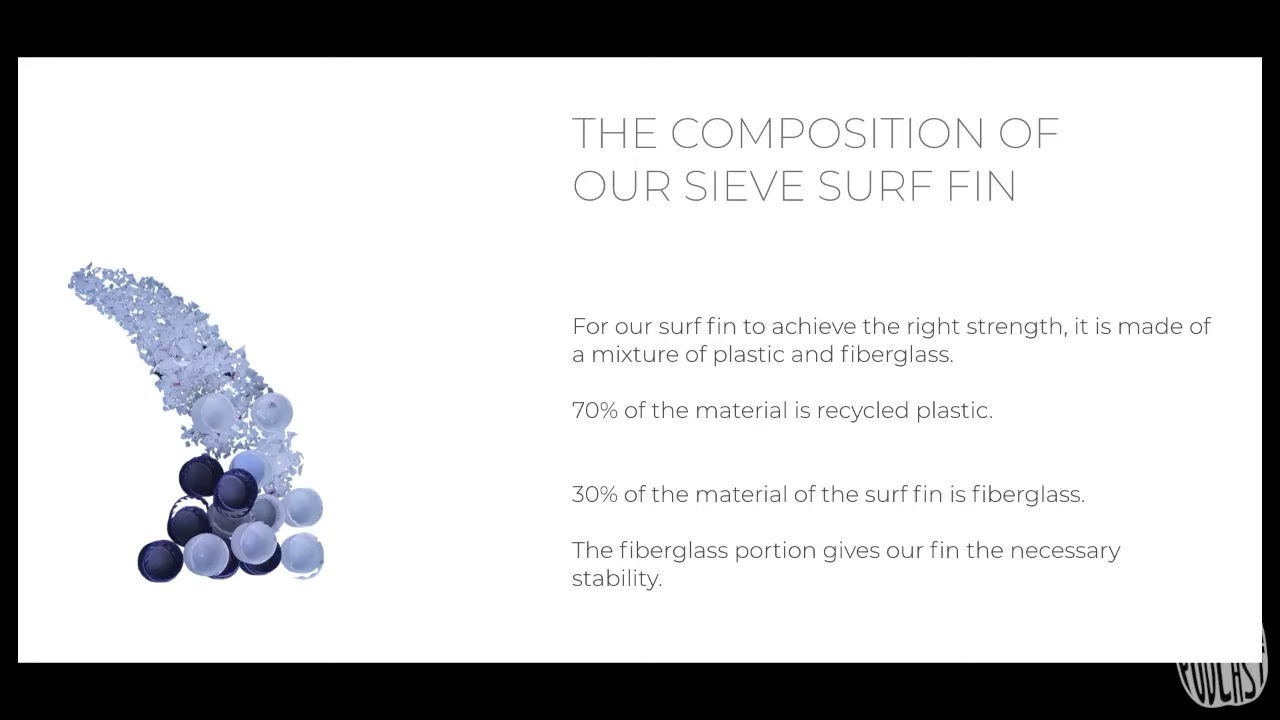 THE COMPOSITION OF
OUR SIEVE SURF FIN
For our surf fin to achieve the right strength, it is made of
a mixture of plastic and fiberglass.
70% of the material is recycled plastic.
30% of the material of the surf fin is fiberglass.
The fiberglass portion gives our fin the necessary
stability.